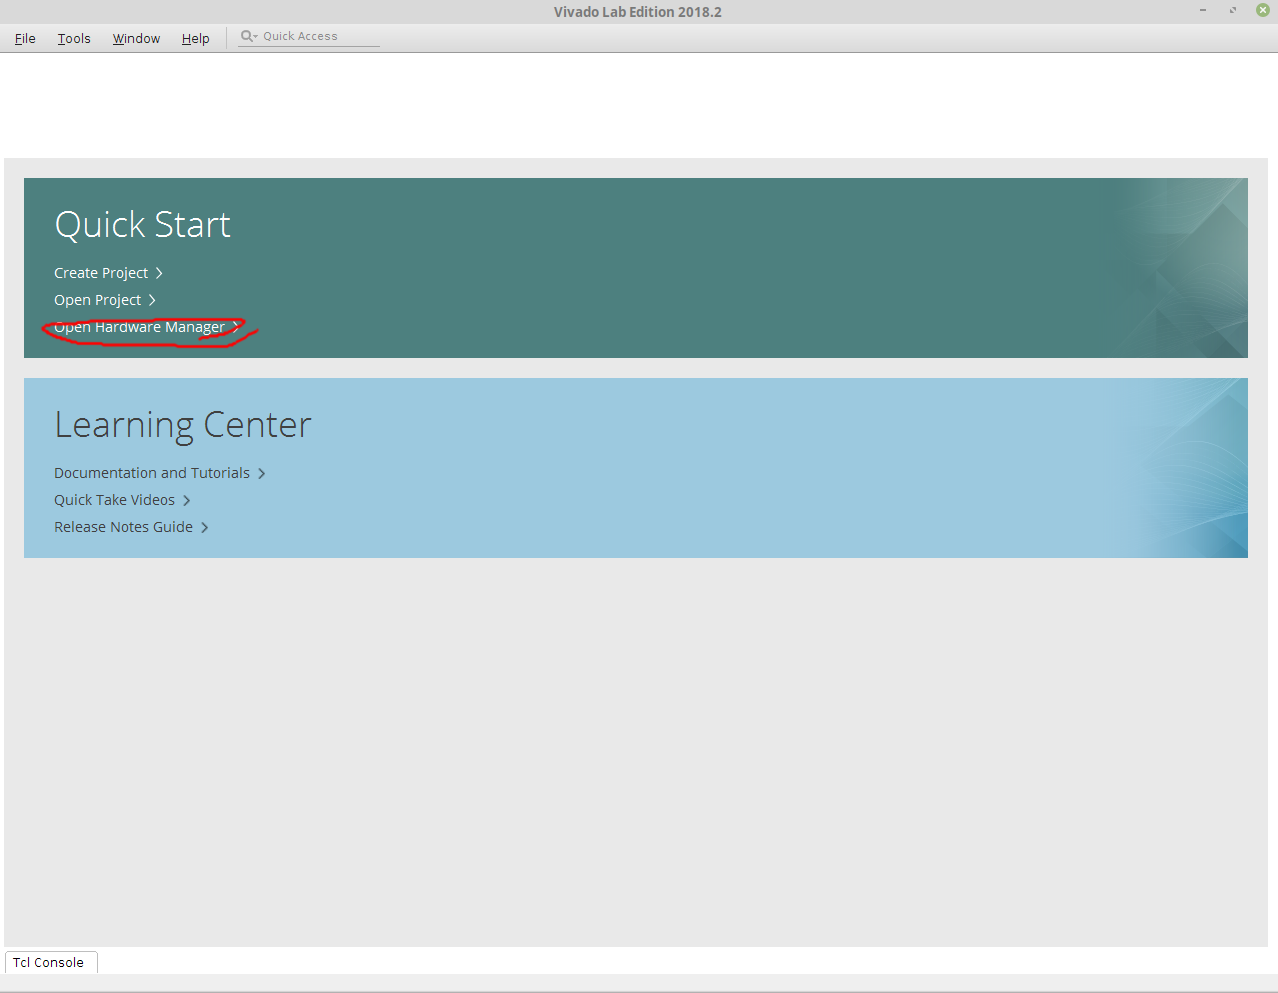 Vivado Lab Edition 2018.2
File Tools Window Help Quick Access
Quick Start
Create Project
Open Project
Open Hardware Manager
Learning Center
Documentation and Tutorials
Quick Take Videos
Release Notes Guide
Tcl Console